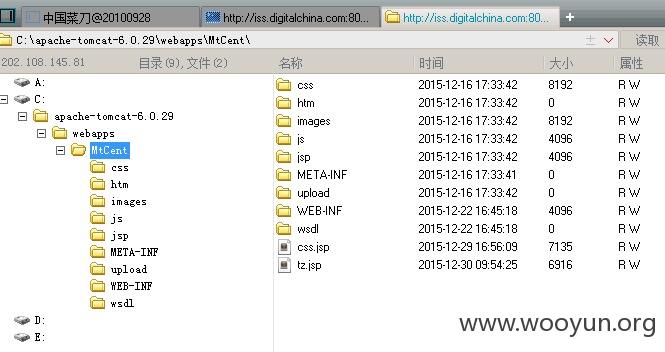 中国菜刀@20100928 http://iss.digitalchina.com:80... http://iss.digitalchina.com:80...
C:\apache-tomcat-6.0.29\webapps\MtCent\ 读取
202.108.145.81 目录(9),文件(2) 名称 时间 大小 属性
A:
C:
apache-tomcat-6.0.29
webapps
MtCent
css
htm
images
js
jsp
META-INF
upload
WEB-INF
wsdl
D:
E:
css 2015-12-16 17:33:42 8192 R W
htm 2015-12-16 17:33:42 0 R W
images 2015-12-16 17:33:42 8192 R W
js 2015-12-16 17:33:42 4096 R W
jsp 2015-12-16 17:33:42 4096 R W
META-INF 2015-12-16 17:33:41 0 R W
upload 2015-12-16 17:33:41 0 R W
WEB-INF 2015-12-22 16:45:18 4096 R W
wsdl 2015-12-22 16:45:18 0 R W
css.jsp 2015-12-29 16:56:09 7135 R W
tz.jsp 2015-12-30 09:54:25 6916 R W
www.wooyun.org